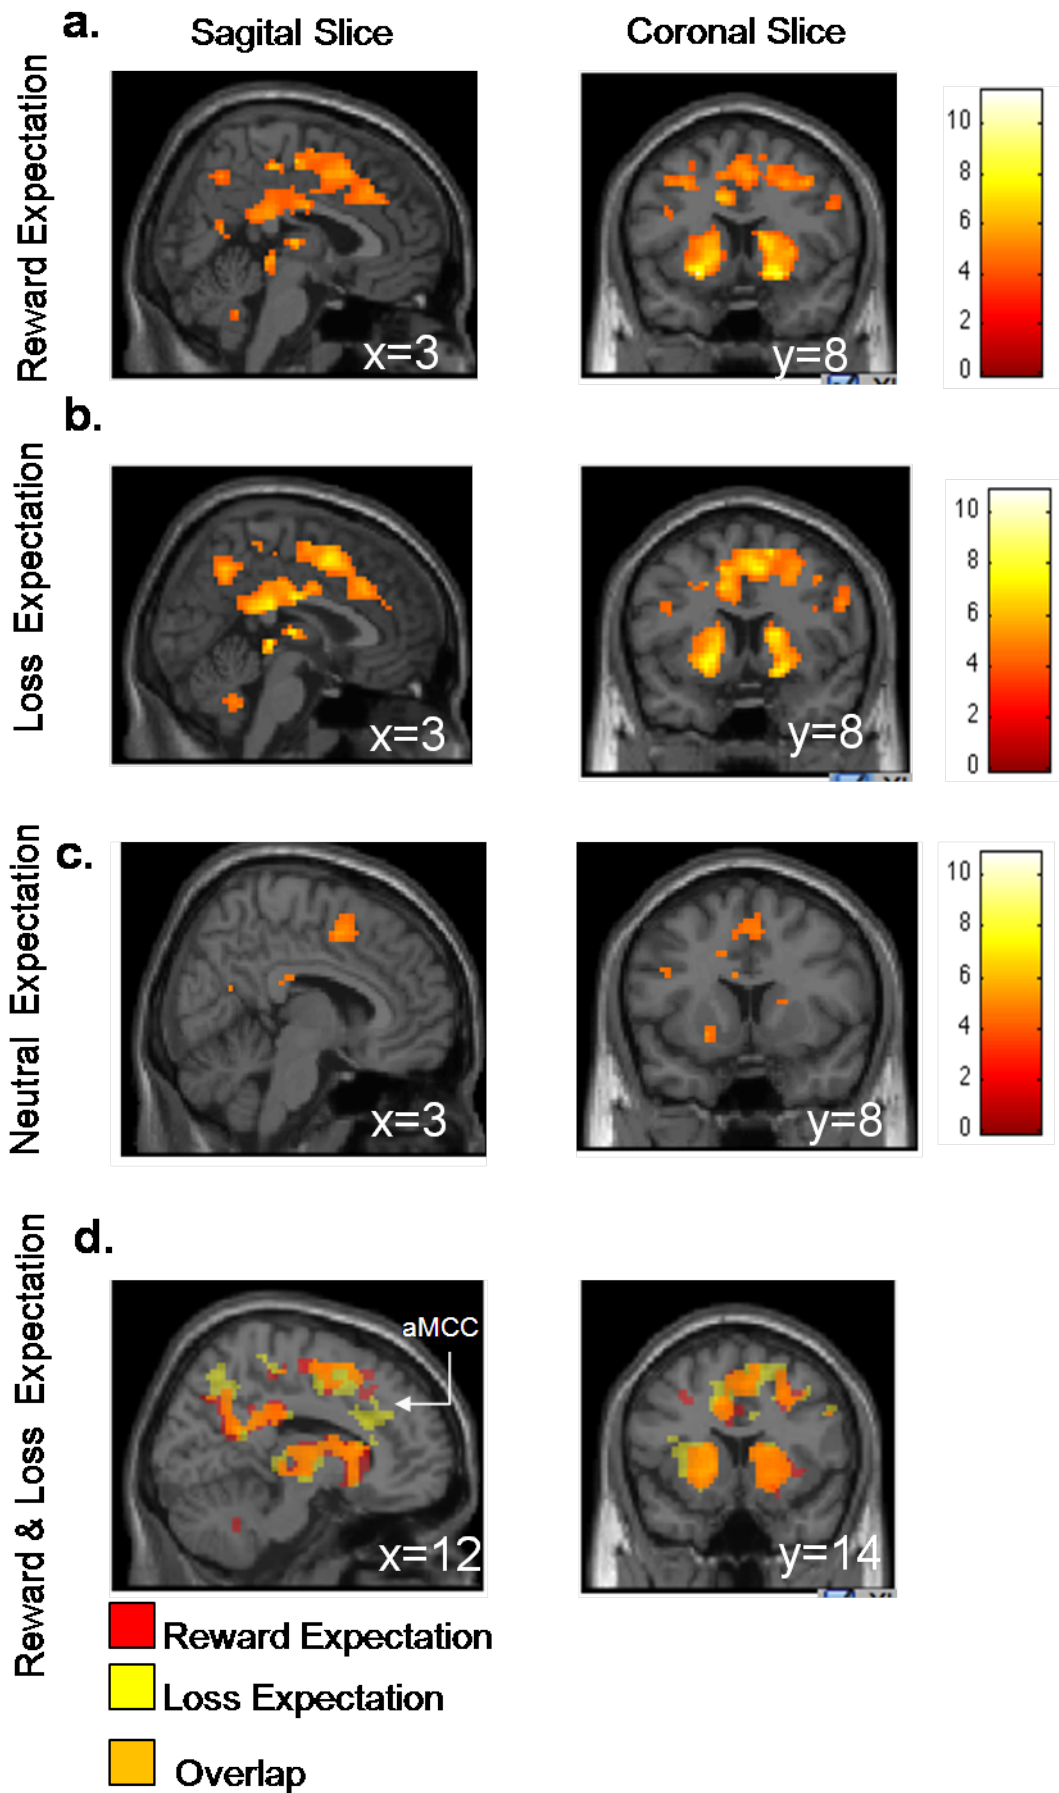 a.
Sagital Slice
Coronal Slice
Reward Expectation
x=3
y=8
10
8
6
4
2
0
b.
Loss Expectation
x=3
y=8
10
8
6
4
2
0
c.
Neutral Expectation
x=3
y=8
10
8
6
4
2
0
d.
Reward & Loss Expectation
aMCC
x=12
y=14
Reward Expectation
Loss Expectation
Overlap